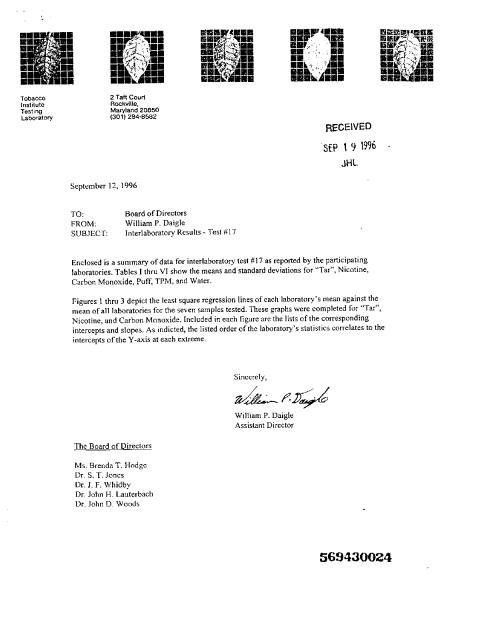 Tobacco
Institute
Testing
Laboratory
2 Taft Court
Rockville,
Maryland 20850
(301) 294-8582
RECEIVED
SEP 1 9 1996
JHL
September 12, 1996
TO: Board of Directors
FROM: William P. Daigle
SUBJECT: Interlaboratory Results - Test #17
Enclosed is a summary of data for interlaboratory test #17 as reported by the participating
laboratories. Tables I thru VI show the means and standard deviations for "Tar", Nicotine,
Carbon Monoxide, Puff, TPM, and Water.
Figures 1 thru 3 depict the least square regression lines of each laboratory's mean against the
mean of all laboratories for the seven samples tested. These graphs were completed for "Tar",
Nicotine, and Carbon Monoxide. Included in each figure are the lists of the corresponding
intercepts and slopes. As indicted, the listed order of the laboratory's statistics correlates to the
intercepts of the Y-axis at each extreme.
Sincerely,
William P. Daigle
William P. Daigle
Assistant Director
The Board of Directors
Ms. Brenda T. Hodge
Dr. S. T. Jones
Dr. J. F. Whidby
Dr. John H. Lauterbach
Dr. John D. Woods
569430024